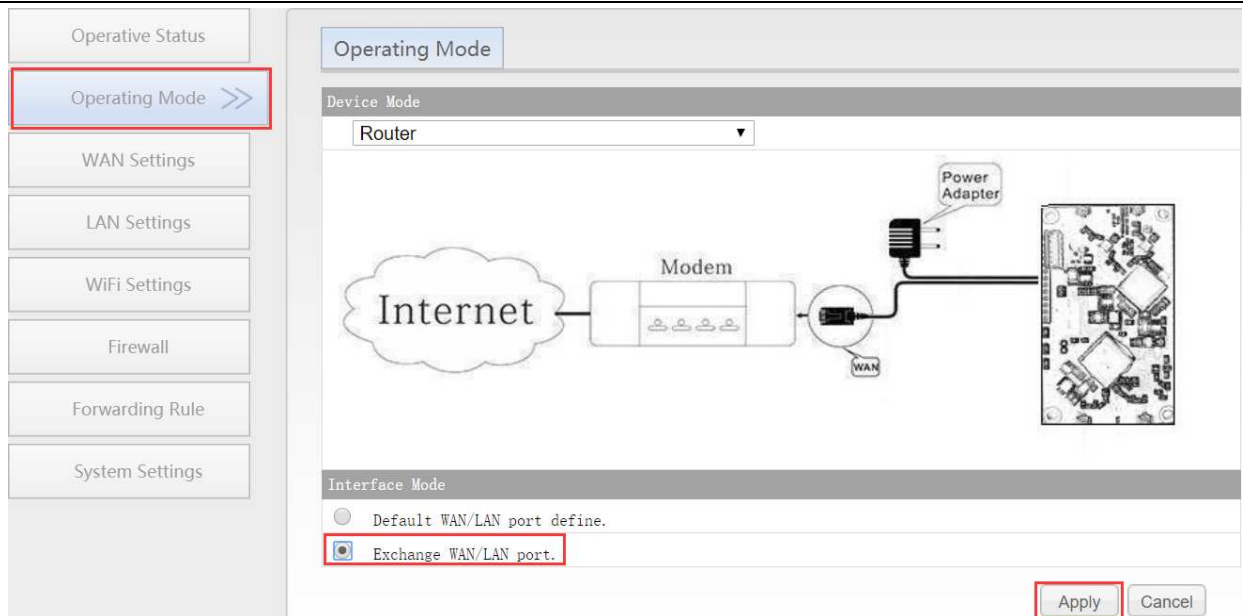 Operative Status
Operating Mode
WAN Settings
LAN Settings
WiFi Settings
Firewall
Forwarding Rule
System Settings
Operating Mode
Device Mode
Router
Power
Adapter
Internet
Modem
WAN
Interface Mode
Default WAN/LAN port define.
Exchange WAN/LAN port.
Apply Cancel